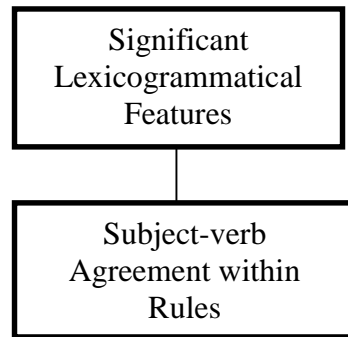 Significant
Lexicogrammatical
Features
Subject-verb
Agreement within
Rules